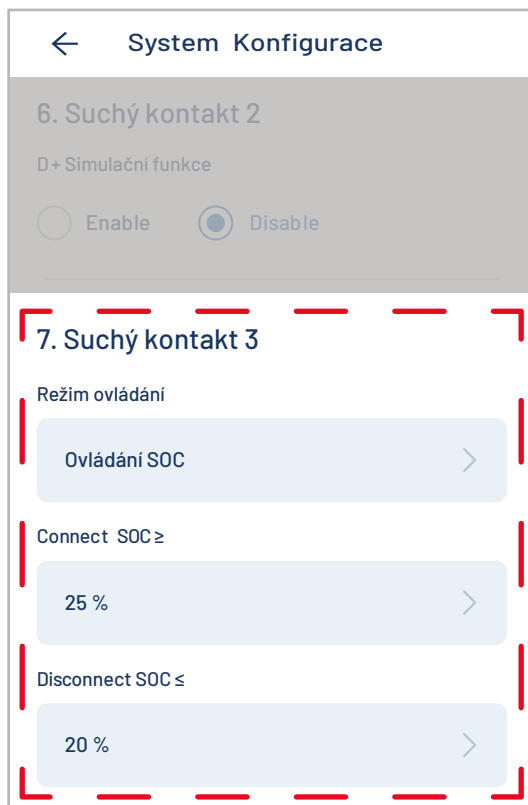 System Konfigurace
6. Suchý kontakt 2
D+ Simulační funkce
Enable Disable
7. Suchý kontakt 3
Režim ovládání
Ovládání SOC
Connect SOC ≥
25 %
Disconnect SOC ≤
20 %